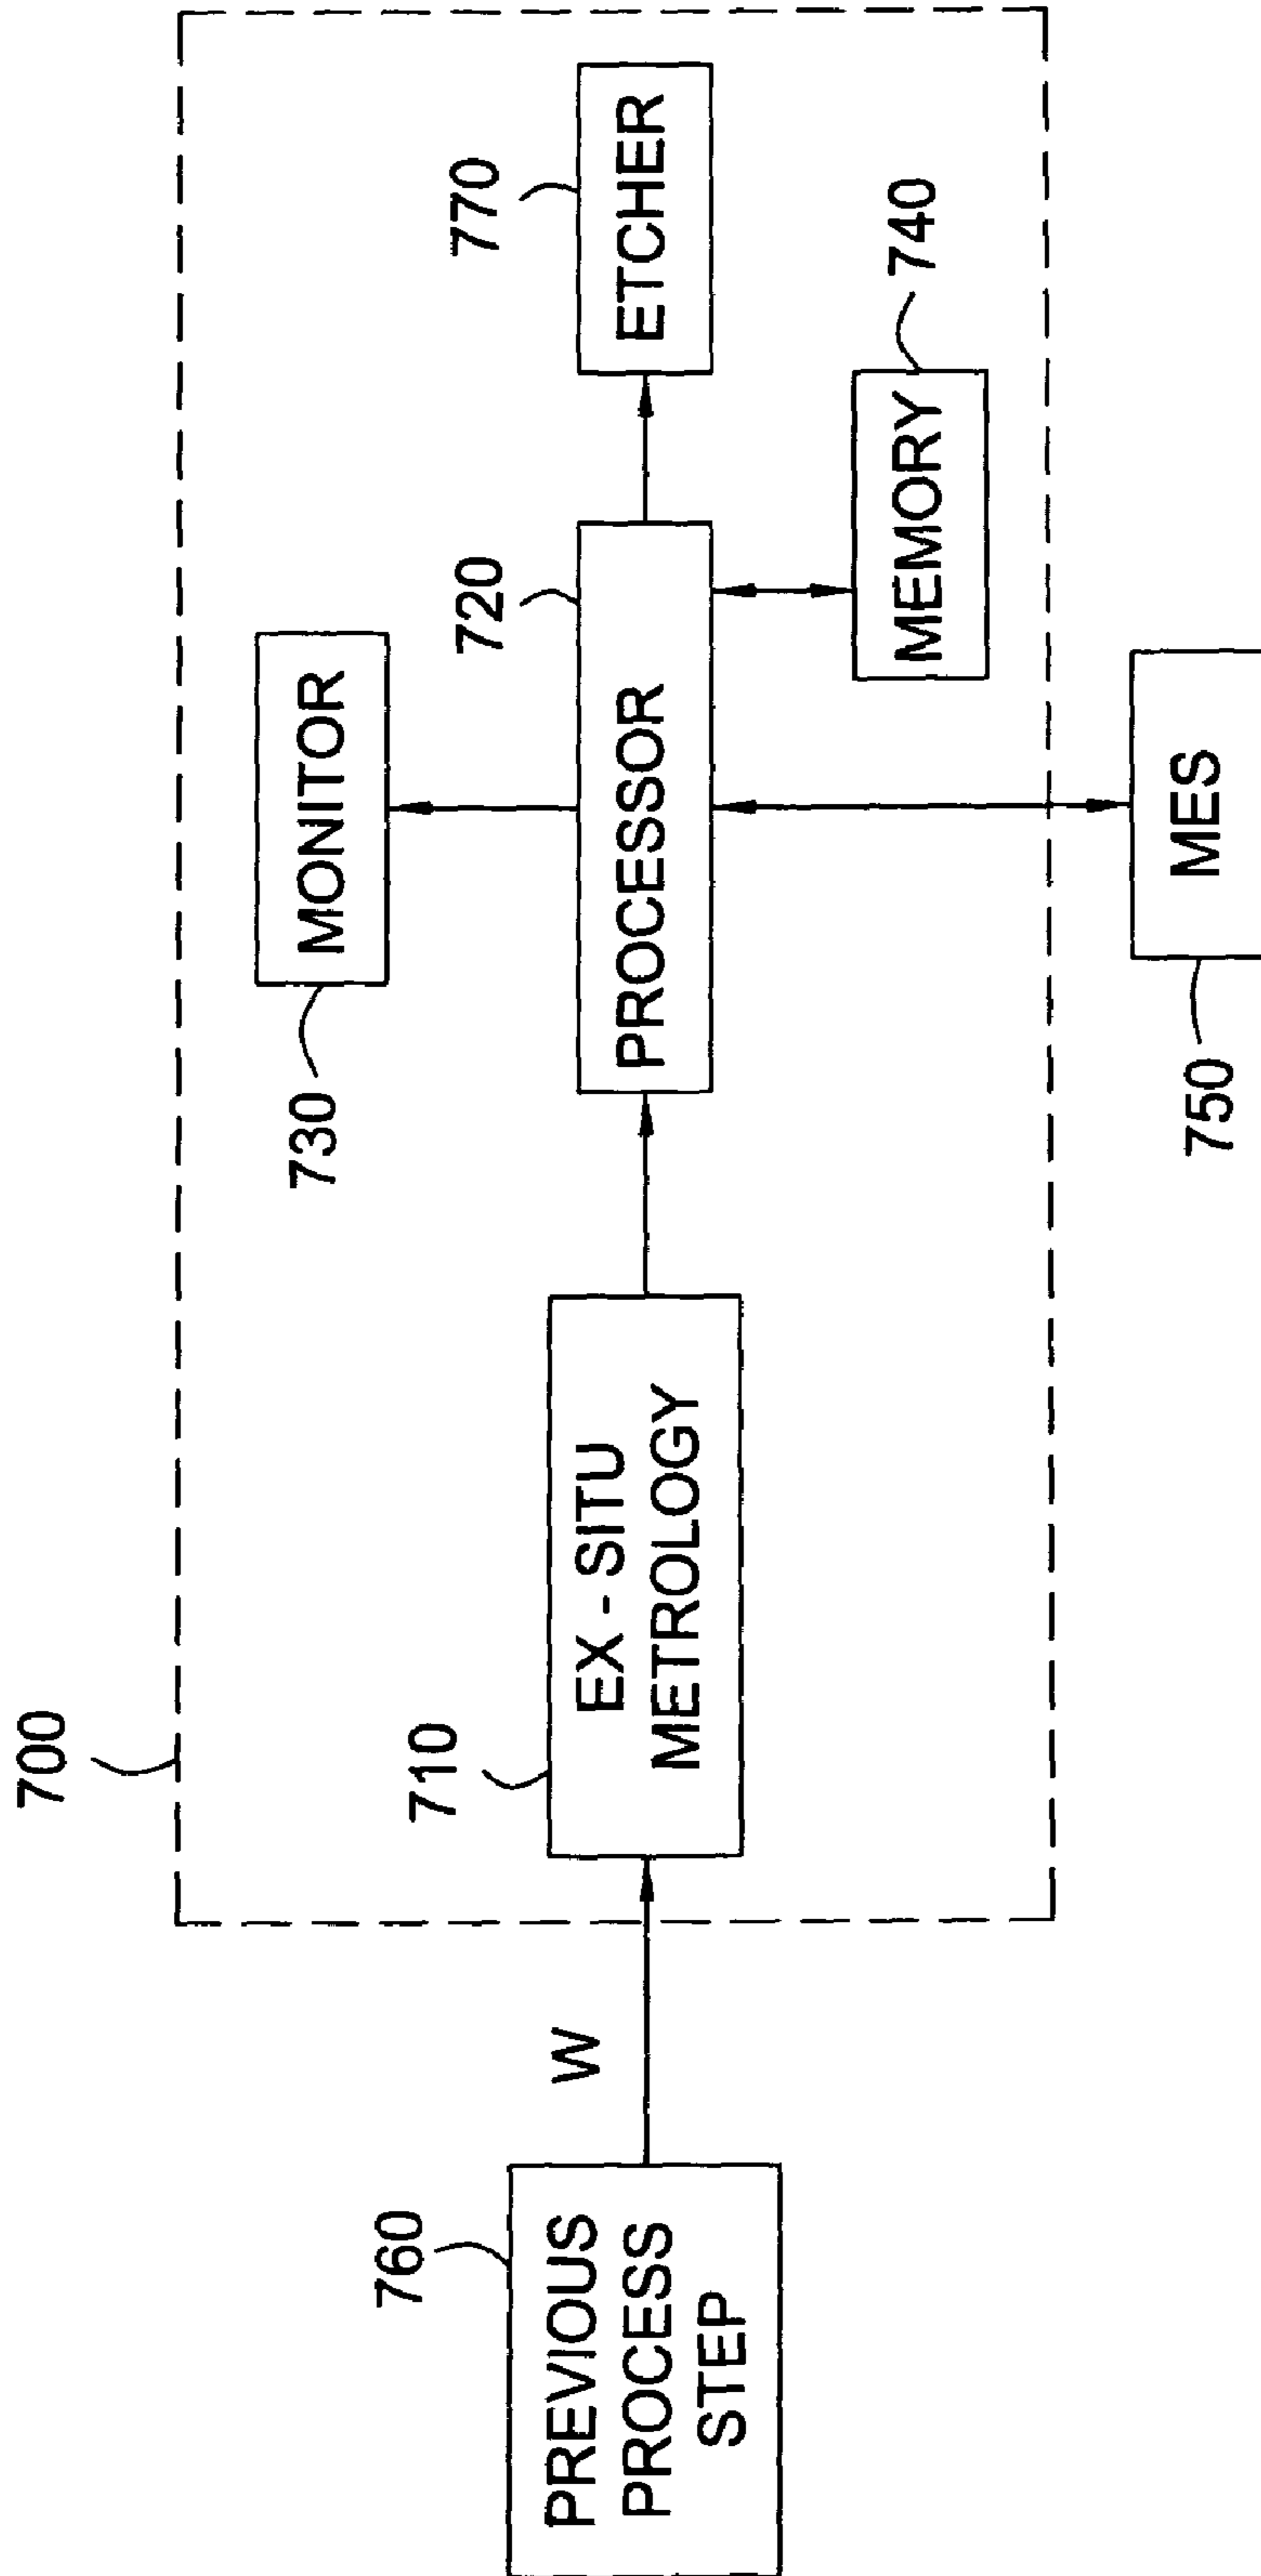 700
760
PREVIOUS
PROCESS
STEP
W
710
EX - SITU
METROLOGY
730
MONITOR
720
PROCESSOR
770
ETCHER
740
MEMORY
750
MES